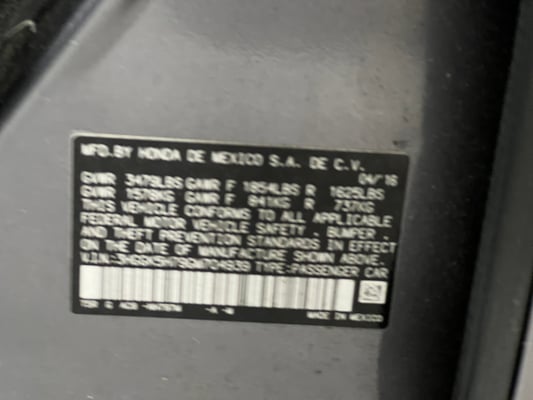 MFD.BY HONDA DE MEXICO S.A. DE C.V.
04/16
GVWR 3479LBS GAWR F 1854LBS R 1625LBS
GVWR 1578KG GAWR F 841KG R 737KG
THIS VEHICLE CONFORMS TO ALL APPLICABLE
FEDERAL MOTOR VEHICLE SAFETY, BUMPER,
AND THEFT PREVENTION STANDARDS IN EFFECT
ON THE DATE OF MANUFACTURE SHOWN ABOVE.
V.I.N.: TYPE:PASSENGER CAR
MADE IN MEXICO